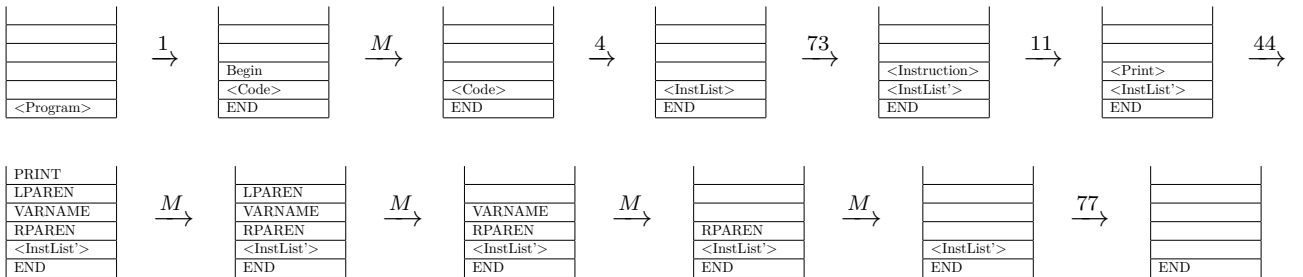 1 M 4 73 11 44
Begin <Instruction> <Print>
<Code> <Code> <InstList> <InstList'> <InstList'>
<Program> END END END END END
PRINT
LPAREN LPAREN
VARNAME VARNAME VARNAME
M M M M 77
RPAREN RPAREN RPAREN RPAREN
<InstList'> <InstList'> <InstList'> <InstList'> <InstList'>
END END END END END END